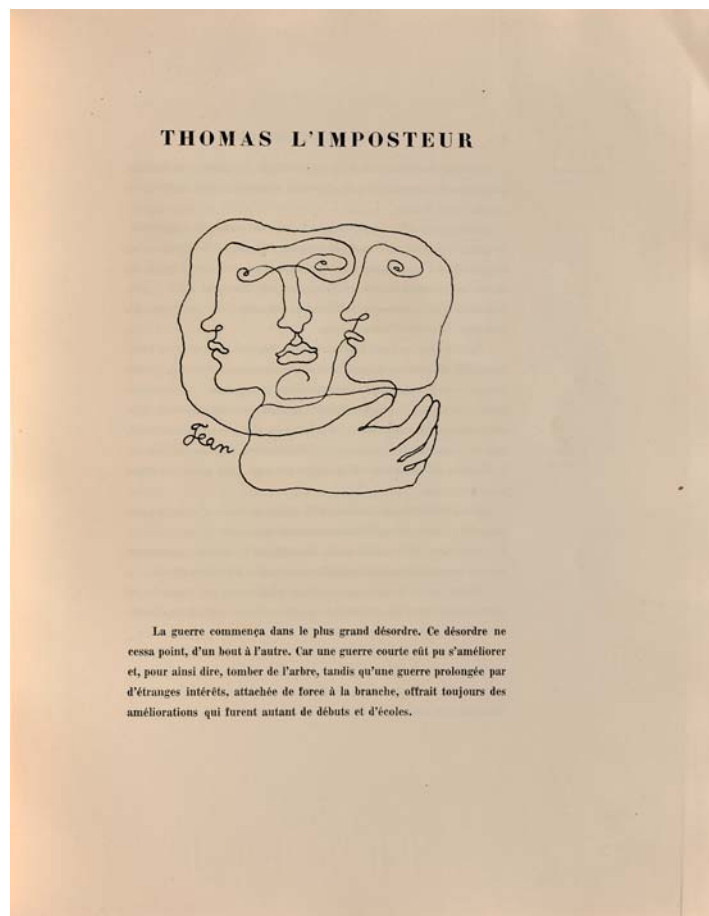 THOMAS L'IMPOSTEUR
Jean
La guerre commença dans le plus grand désordre. Ce désordre ne
cessa point, d'un bout à l'autre. Car une guerre courte eût pu s'améliorer
et, pour ainsi dire, tomber de l'arbre, tandis qu'une guerre prolongée par
d'étranges intérêts, attachée de force à la branche, offrait toujours des
améliorations qui furent autant de débuts et d'écoles.